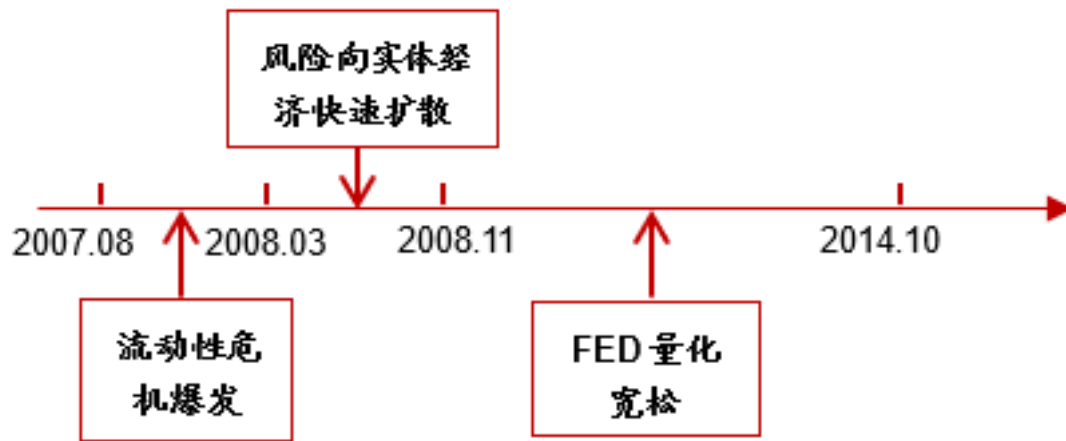 风险向实体经
济快速扩散
2007.08
2008.03
2008.11
2014.10
流动性危
机爆发
FED 量化
宽松